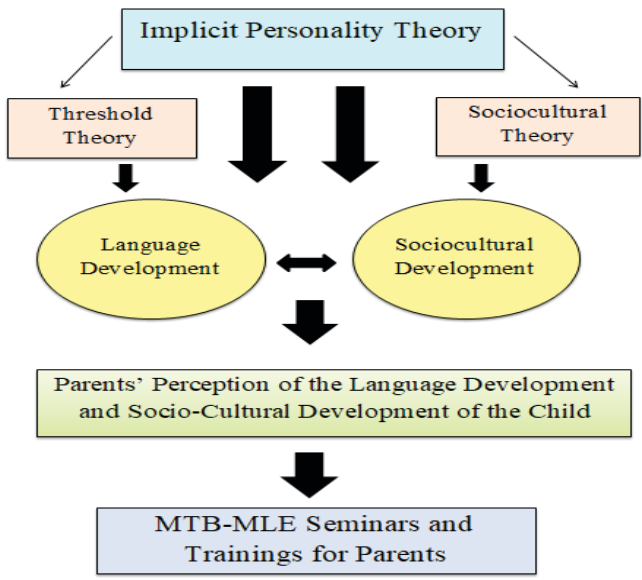 Implicit Personality Theory
Threshold
Theory
Sociocultural
Theory
Language
Development
Sociocultural
Development
Parents’ Perception of the Language Development
and Socio-Cultural Development of the Child
MTB-MLE Seminars and
Trainings for Parents